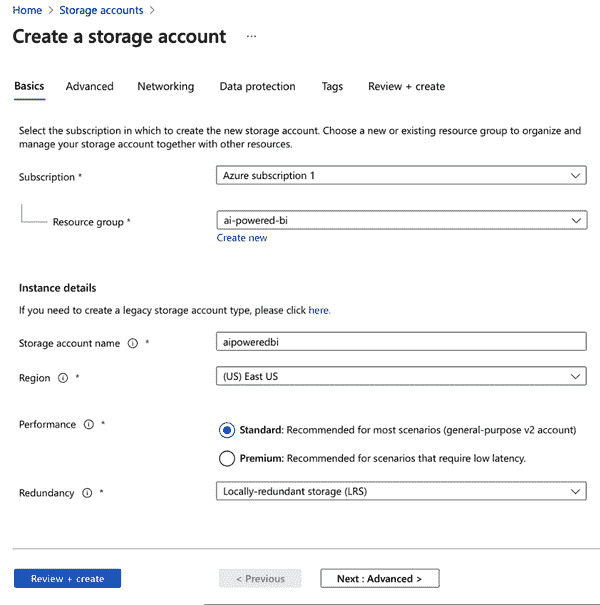 Home > Storage accounts >
Create a storage account ...
Basics Advanced Networking Data protection Tags Review + create
Select the subscription in which to create the new storage account. Choose a new or existing resource group to organize and
manage your storage account together with other resources.
Subscription * Azure subscription 1
Resource group * ai-powered-bi
Create new
Instance details
If you need to create a legacy storage account type, please click here.
Storage account name * aipoweredbi
Region * (US) East US
Performance * Standard: Recommended for most scenarios (general-purpose v2 account)
Premium: Recommended for scenarios that require low latency.
Redundancy * Locally-redundant storage (LRS)
Review + create < Previous Next : Advanced >